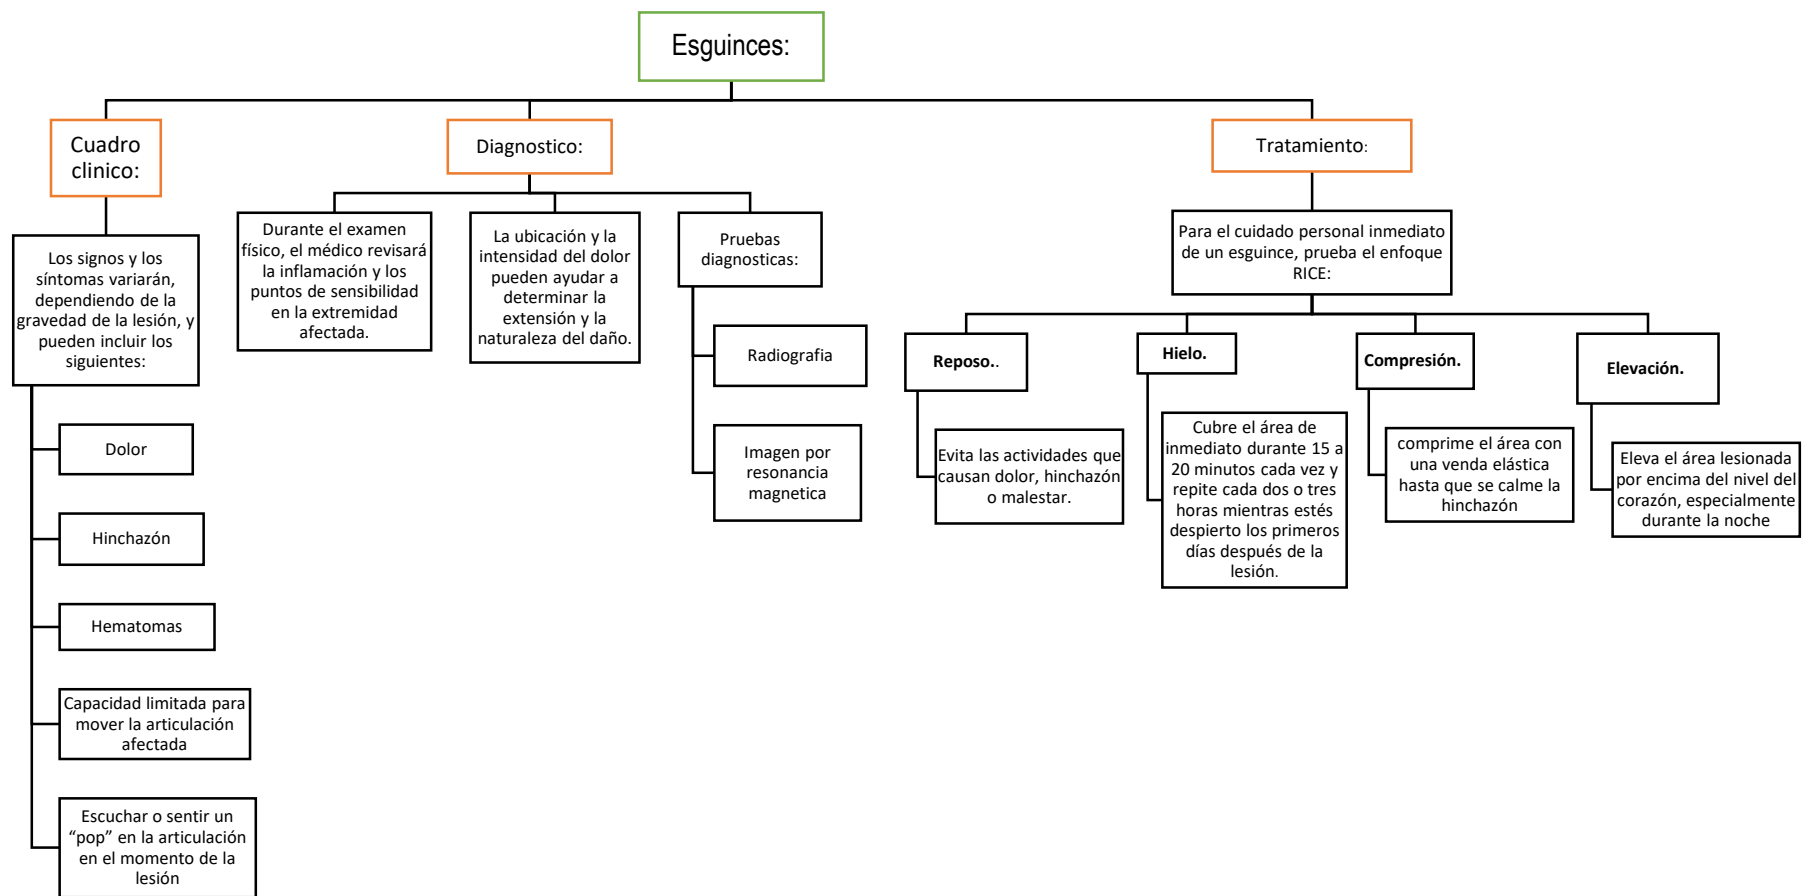 Esguinces:
Cuadro
clinico:
Los signos y los
síntomas variarán,
dependiendo de la
gravedad de la lesión, y
pueden incluir los
siguientes:
Dolor
Hinchazón
Hematomas
Capacidad limitada para
mover la articulación
afectada
Escuchar o sentir un
“pop” en la articulación
en el momento de la
lesión
Diagnostico:
Durante el examen
físico, el médico revisará
la inflamación y los
puntos de sensibilidad
en la extremidad
afectada.
La ubicación y la
intensidad del dolor
pueden ayudar a
determinar la
extensión y la
naturaleza del daño.
Pruebas
diagnosticas:
Radiografia
Imagen por
resonancia
magnetica
Tratamiento:
Para el cuidado personal inmediato
de un esguince, prueba el enfoque
RICE:
Reposo..
Evita las actividades que
causan dolor, hinchazón
o malestar.
Hielo.
Cubre el área de
inmediato durante 15 a
20 minutos cada vez y
repite cada dos o tres
horas mientras estés
despierto los primeros
días después de la
lesión.
Compresión.
comprime el área con
una venda elástica
hasta que se calme la
hinchazón
Elevación.
Eleva el área lesionada
por encima del nivel del
corazón, especialmente
durante la noche